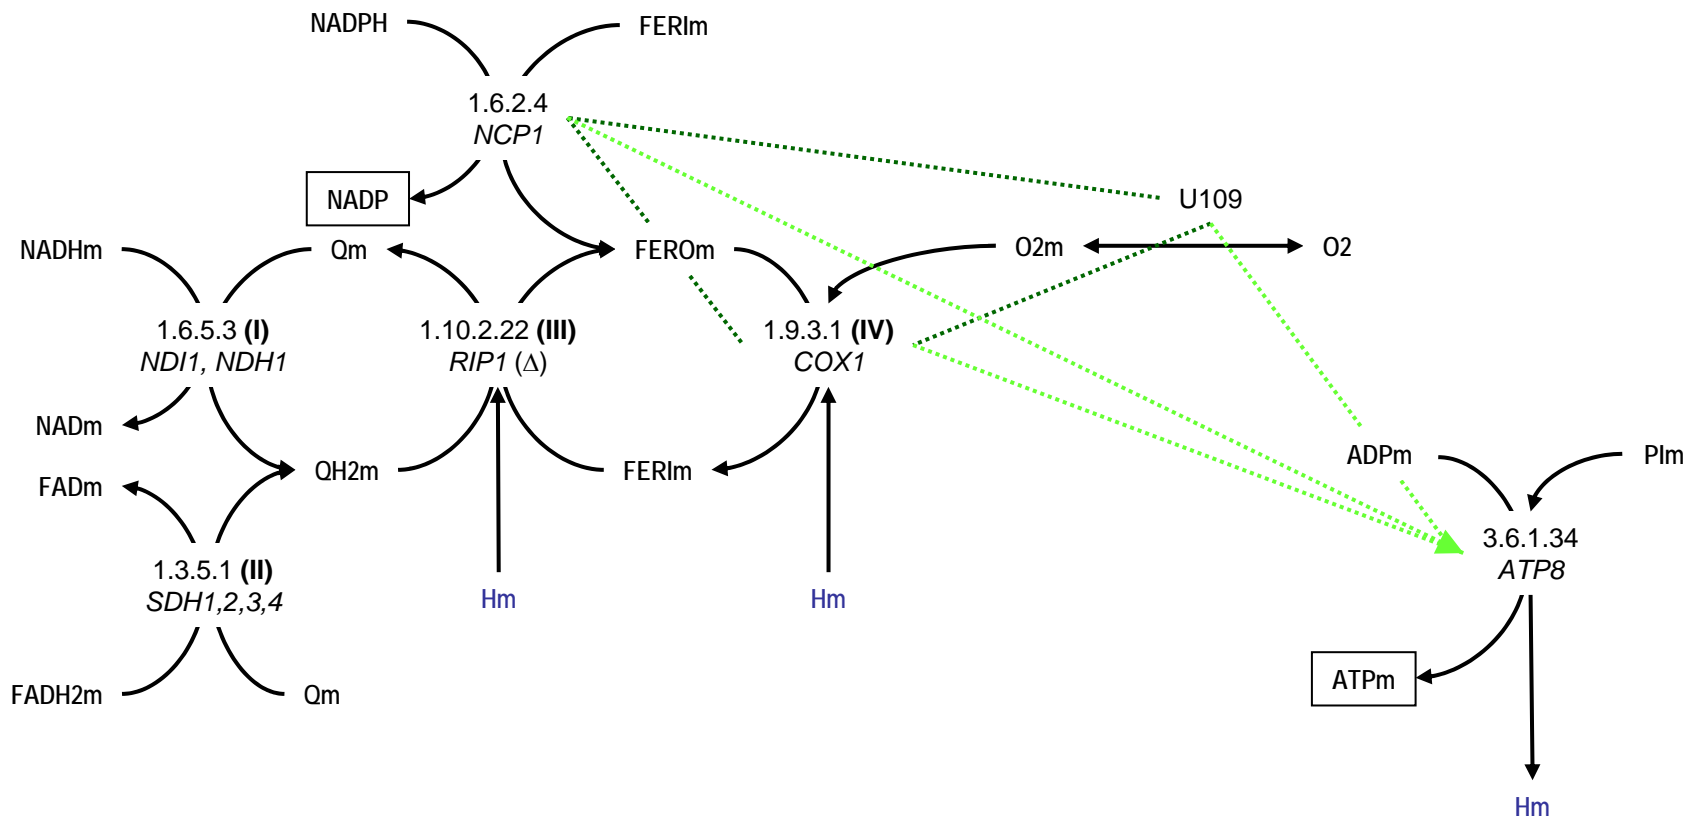 NADPH
FERIm
1.6.2.4
NCP1
NADP
U109
NADHm
Qm
FEROm
O2m
O2
1.6.5.3 (I)
NDI1, NDH1
1.10.2.22 (III)
RIP1 (Δ)
1.9.3.1 (IV)
COX1
NADm
FADm
QH2m
FERIm
ADPm
PIm
1.3.5.1 (II)
SDH1,2,3,4
Hm
Hm
3.6.1.34
ATP8
FADH2m
Qm
ATPm
Hm